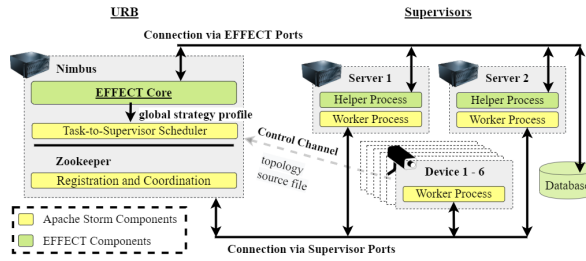 URB
Supervisors
Connection via EFFECT Ports
Nimbus
EFFECT Core
global strategy profile
Task-to-Supervisor Scheduler
Zookeeper
Registration and Coordination
Server 1
Helper Process
Worker Process
Server 2
Helper Process
Worker Process
Control Channel
topology
source file
Device 1 - 6
Worker Process
Database
Apache Storm Components
EFFECT Components
Connection via Supervisor Ports